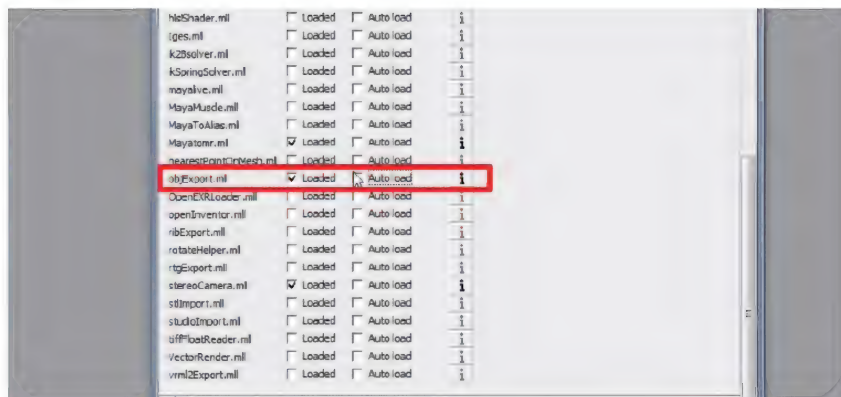 hlslShader.mll Loaded Auto load i
iges.mll Loaded Auto load i
ik2Bsolver.mll Loaded Auto load i
ikSpringSolver.mll Loaded Auto load i
mayalive.mll Loaded Auto load i
MayaMuscle.mll Loaded Auto load i
MayaToAlias.mll Loaded Auto load i
Mayatomr.mll Loaded Auto load i
nearestPointOnMesh.mll Loaded Auto load i
objExport.mll Loaded Auto load i
OpenEXRLoader.mll Loaded Auto load i
openInventor.mll Loaded Auto load i
ribExport.mll Loaded Auto load i
rotateHelper.mll Loaded Auto load i
rtgExport.mll Loaded Auto load i
stereoCamera.mll Loaded Auto load i
stlImport.mll Loaded Auto load i
studioImport.mll Loaded Auto load i
tiffFloatReader.mll Loaded Auto load i
VectorRender.mll Loaded Auto load i
vrml2Export.mll Loaded Auto load i